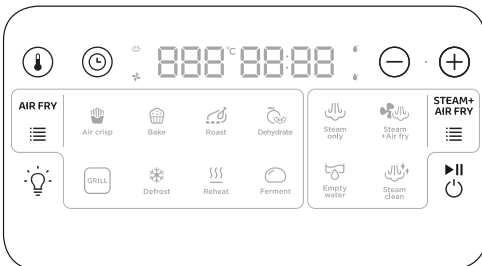 888°C 88:88
AIR FRY
Air crisp
Bake
Roast
Dehydrate
Steam
only
Steam
+Air fry
STEAM+
AIR FRY
GRILL
Defrost
Reheat
Ferment
Empty
water
Steam
clean